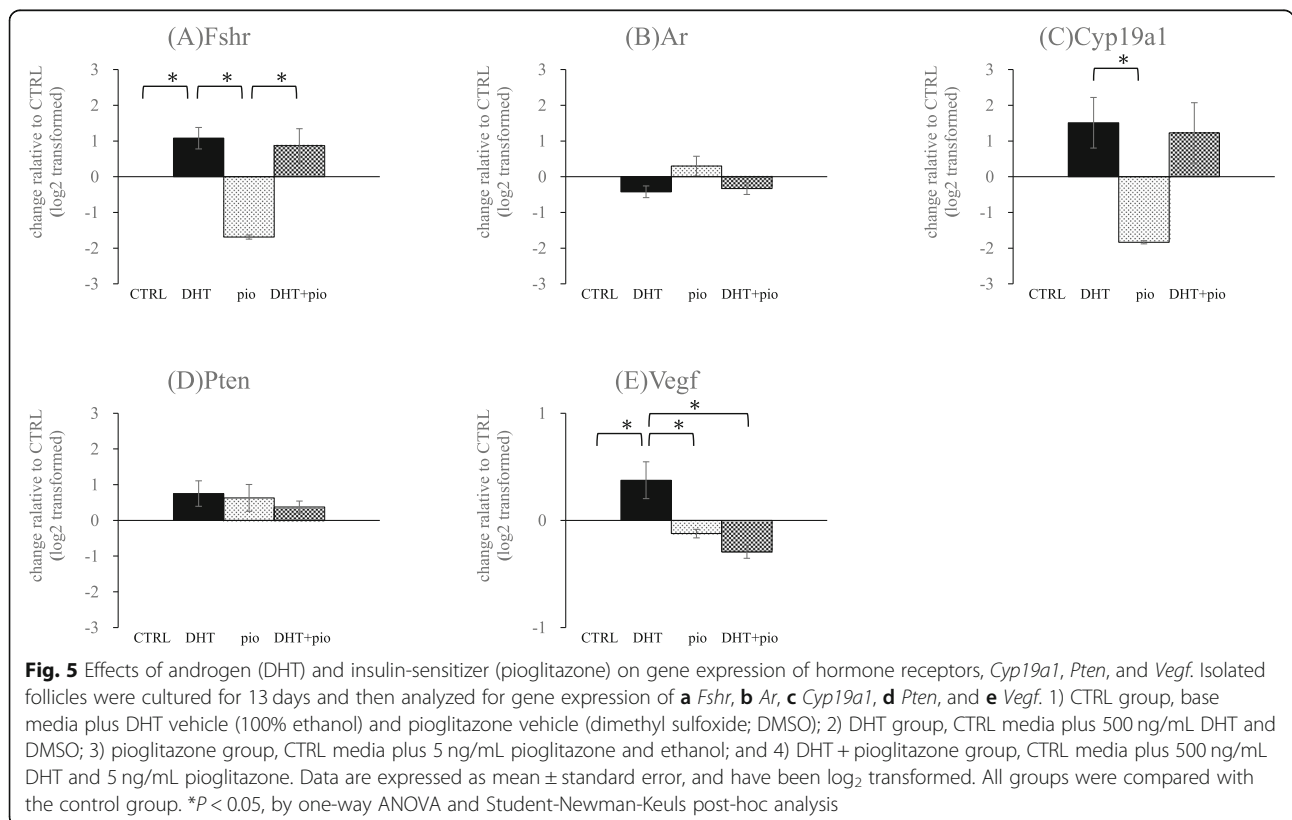 (A)Fshr
change ralative to CTRL
(log2 transformed)
3
2
1
0
-1
-2
-3
* * *
CTRL DHT pio DHT+pio
(B)Ar
change ralative to CTRL
(log2 transformed)
3
2
1
0
-1
-2
-3
CTRL DHT pio DHT+pio
(C)Cyp19a1
change ralative to CTRL
(log2 transformed)
3
2
1
0
-1
-2
-3
*
CTRL DHT pio DHT+pio
(D)Pten
change ralative to CTRL
(log2 transformed)
3
2
1
0
-1
-2
-3
CTRL DHT pio DHT+pio
(E)Vegf
change ralative to CTRL
(log2 transformed)
1
0
-1
*
* *
CTRL DHT pio DHT+pio
Fig. 5 Effects of androgen (DHT) and insulin-sensitizer (pioglitazone) on gene expression of hormone receptors, Cyp19a1, Pten, and Vegf. Isolated
follicles were cultured for 13 days and then analyzed for gene expression of a Fshr, b Ar, c Cyp19a1, d Pten, and e Vegf. 1) CTRL group, base
media plus DHT vehicle (100% ethanol) and pioglitazone vehicle (dimethyl sulfoxide; DMSO); 2) DHT group, CTRL media plus 500 ng/mL DHT and
DMSO; 3) pioglitazone group, CTRL media plus 5 ng/mL pioglitazone and ethanol; and 4) DHT + pioglitazone group, CTRL media plus 500 ng/mL
DHT and 5 ng/mL pioglitazone. Data are expressed as mean ± standard error, and have been log₂ transformed. All groups were compared with
the control group. *P < 0.05, by one-way ANOVA and Student-Newman-Keuls post-hoc analysis